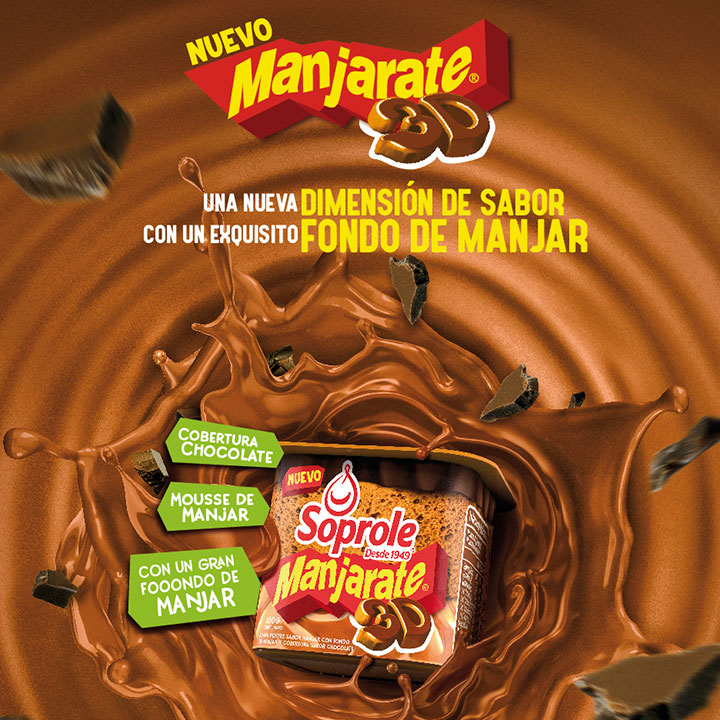 NUEVO
Manjarate®
3D
UNA NUEVA DIMENSIÓN DE SABOR
CON UN EXQUISITO FONDO DE MANJAR
COBERTURA
CHOCOLATE
MOUSSE DE
MANJAR
CON UN GRAN
FOOONDO DE
MANJAR
NUEVO
Soprole
Desde 1949
Manjarate®
3D